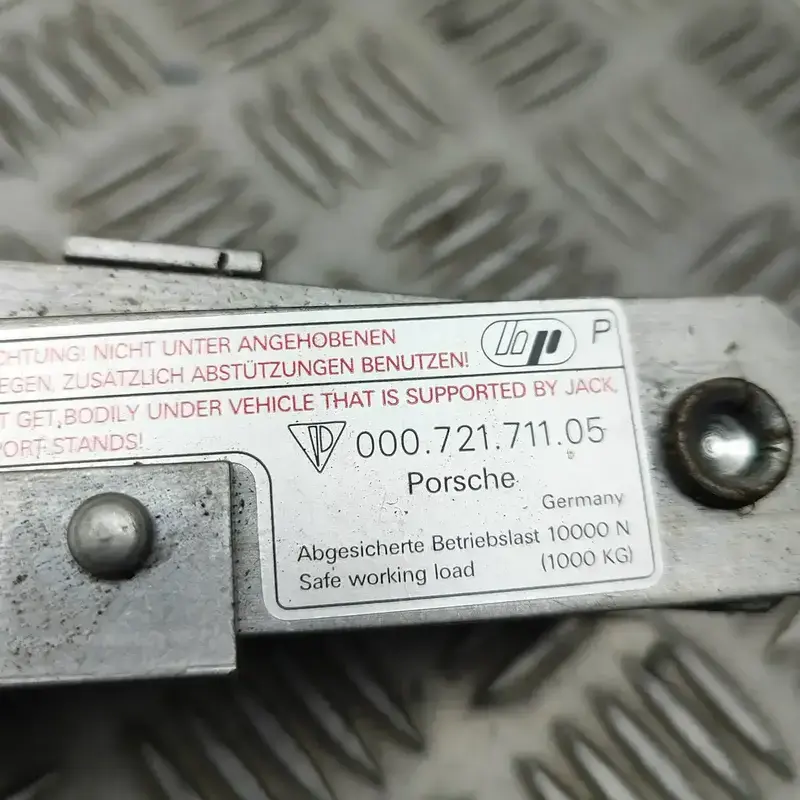 CHTUNG! NICHT UNTER ANGEHOBENEN
EGEN, ZUSÄTZLICH ABSTÜTZUNGEN BENUTZEN!
T GET, BODILY UNDER VEHICLE THAT IS SUPPORTED BY JACK,
PORT STANDS!
P
000.721.711.05
Porsche
Germany
Abgesicherte Betriebslast 10000 N
Safe working load (1000 KG)